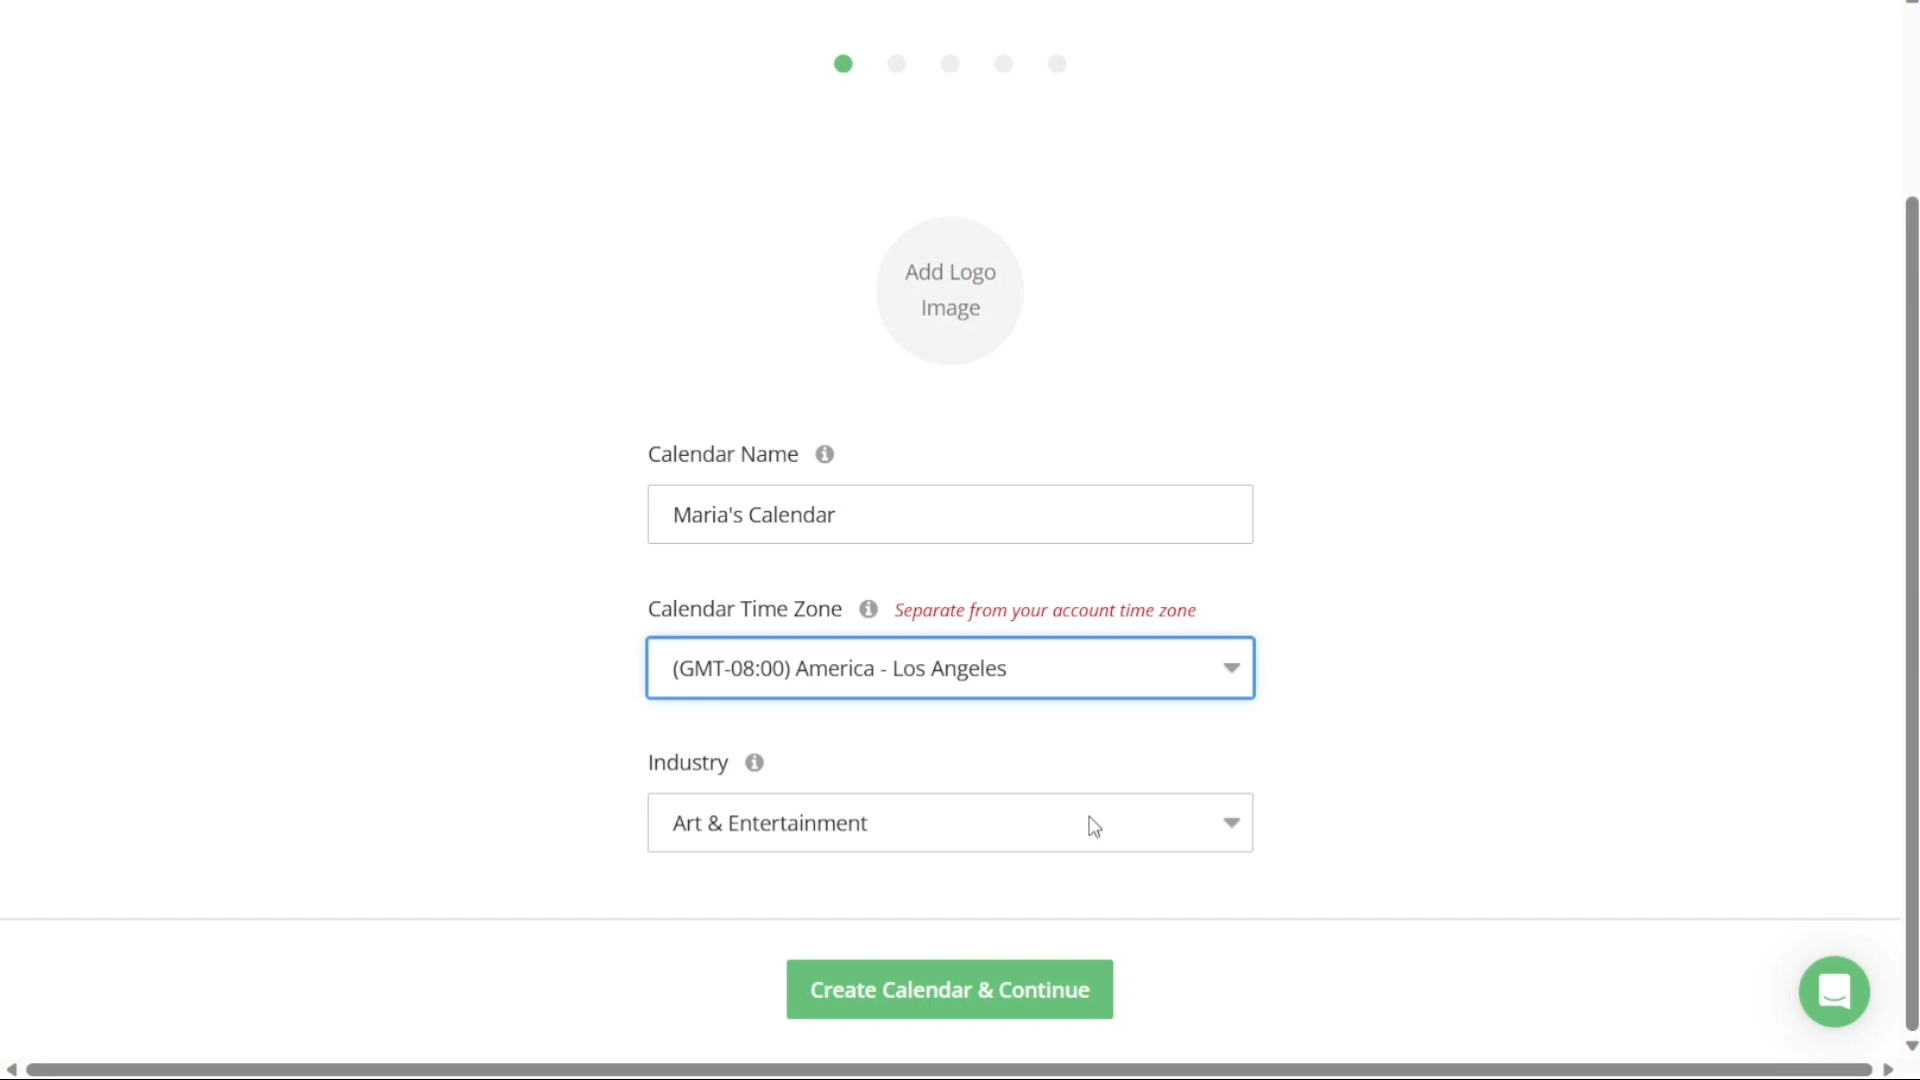 Add Logo
Image
Calendar Name
Maria's Calendar
Calendar Time Zone Separate from your account time zone
(GMT-08:00) America - Los Angeles
Industry
Art & Entertainment
Create Calendar & Continue